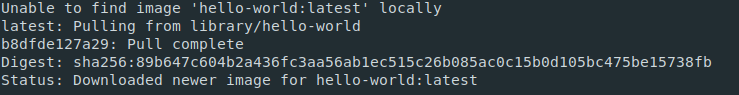 Unable to find image 'hello-world:latest' locally
latest: Pulling from library/hello-world
b8dfde127a29: Pull complete
Digest: sha256:89b647c604b2a436fc3aa56ab1ec515c26b085ac0c15b0d105bc475be15738fb
Status: Downloaded newer image for hello-world:latest